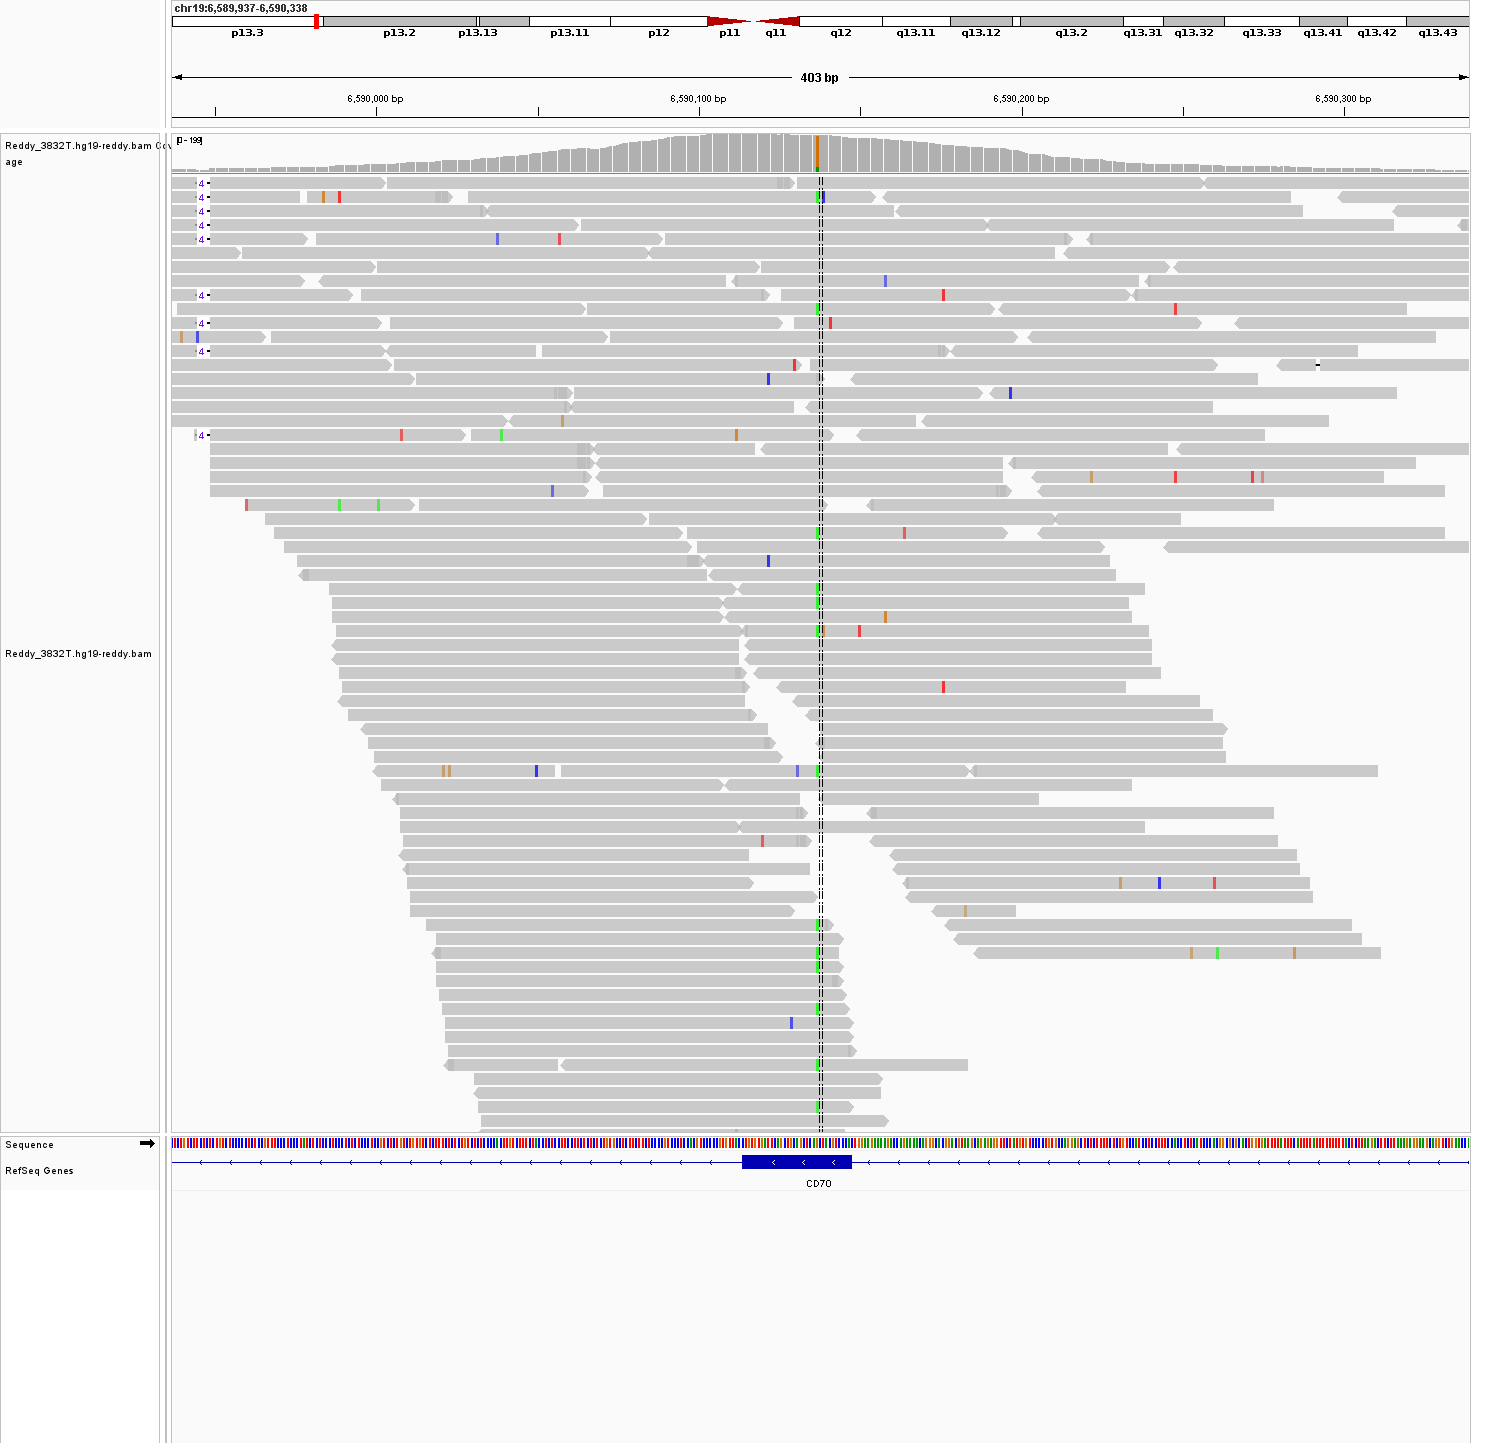 chr19:6,589,937-6,590,338
p13.3 p13.2 p13.13 p13.11 p12 p11 q11 q12 q13.11 q13.12 q13.2 q13.31 q13.32 q13.33 q13.41 q13.42 q13.43
403 bp
6,590,000 bp 6,590,100 bp 6,590,200 bp 6,590,300 bp
Reddy_3832T.hg19-reddy.bam Cov
age
[0 - 199]
4
4
4
4
4
4
4
4
4
Reddy_3832T.hg19-reddy.bam
Sequence
RefSeq Genes
CD70